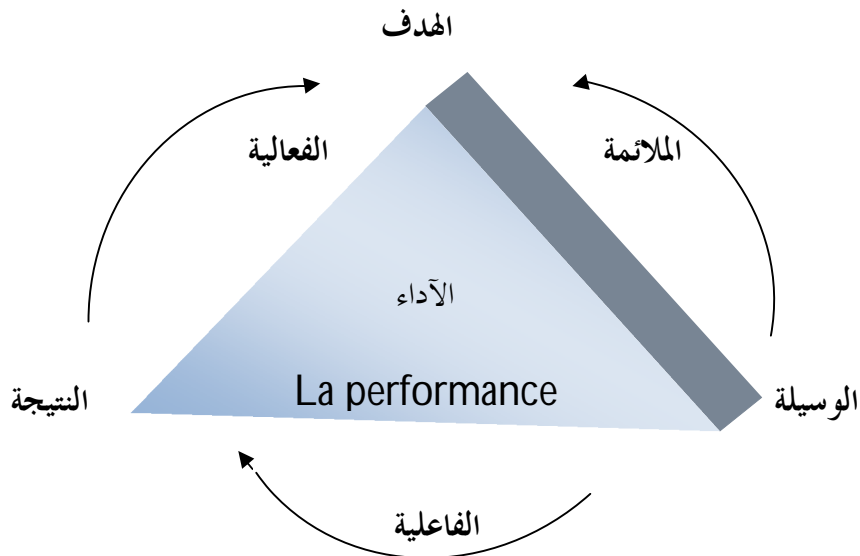 الهدف
الفعالية
الملائمة
الآداء
La performance
النتيجة
الوسيلة
الفاعلية